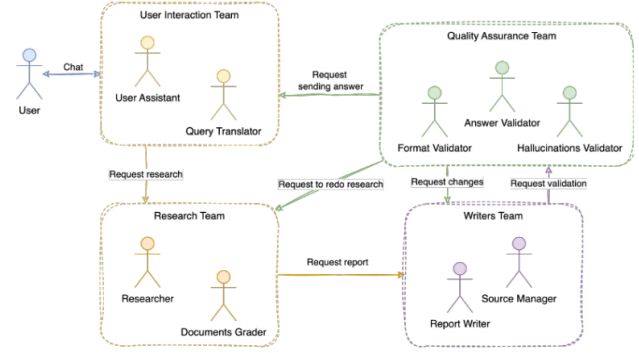 User Interaction Team
Quality Assurance Team
Chat
User
User Assistant
Query Translator
Request
sending answer
Format Validator
Answer Validator
Hallucinations Validator
Request research
Request to redo research
Request changes
Request validation
Research Team
Writers Team
Researcher
Documents Grader
Request report
Report Writer
Source Manager